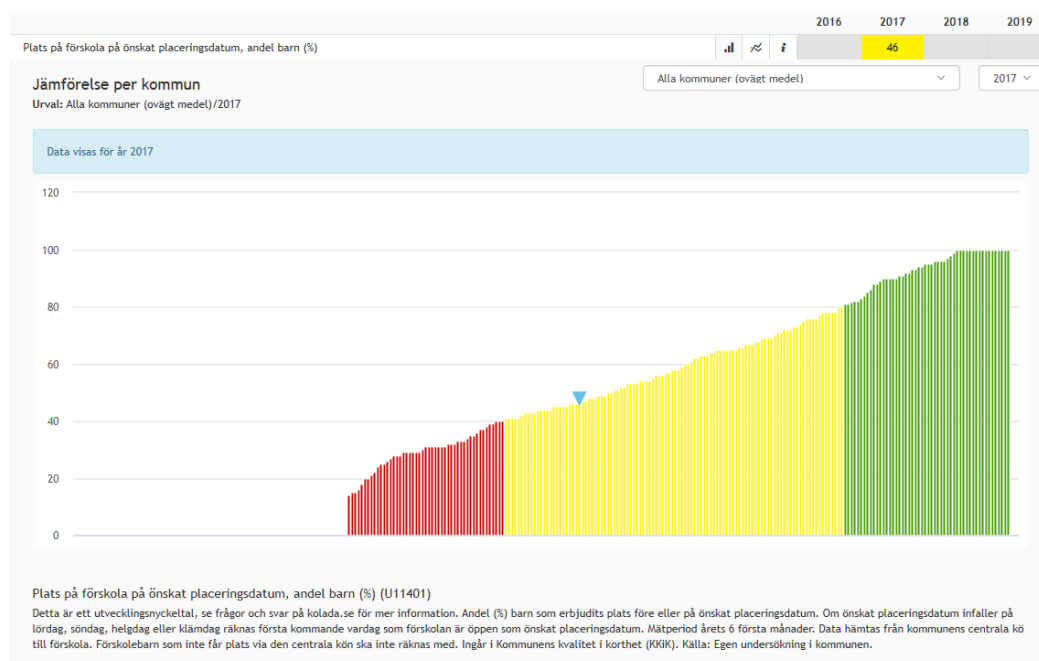 2016 2017 2018 2019
Plats på förskola på önskat placeringsdatum, andel barn (%) i 46
Jämförelse per kommun
Alla kommuner (ovägt medel) 2017
Urval: Alla kommuner (ovägt medel)/2017
Data visas för år 2017
120
100
80
60
40
20
0
Plats på förskola på önskat placeringsdatum, andel barn (%) (U11401)
Detta är ett utvecklingsnyckeltal, se frågor och svar på kolada.se för mer information. Andel (%) barn som erbjudits plats före eller på önskat placeringsdatum. Om önskat placeringsdatum infaller på
lördag, söndag, helgdag eller klämdag räknas första kommande vardag som förskolan är öppen som önskat placeringsdatum. Mätperiod årets 6 första månader. Data hämtas från kommunens centrala kö
till förskola. Förskolebarn som inte får plats via den centrala kön ska inte räknas med. Ingår i Kommunens kvalitet i korthet (KKiK). Källa: Egen undersökning i kommunen.